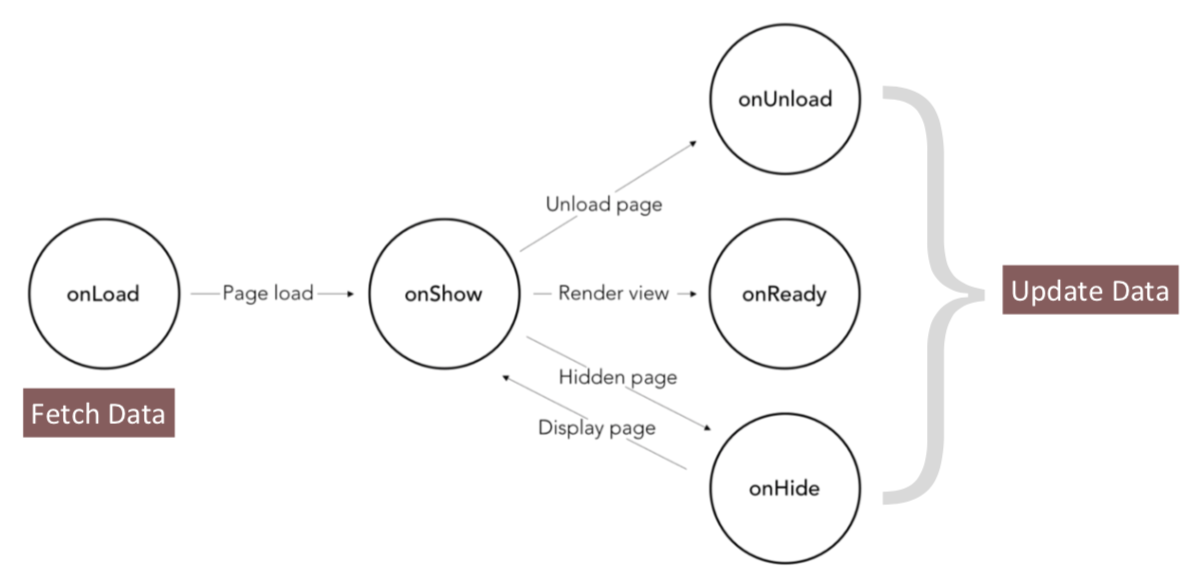 onUnload
Unload page
onLoad
Page load
onShow
Render view
onReady
Update Data
Hidden page
Fetch Data
Display page
onHide